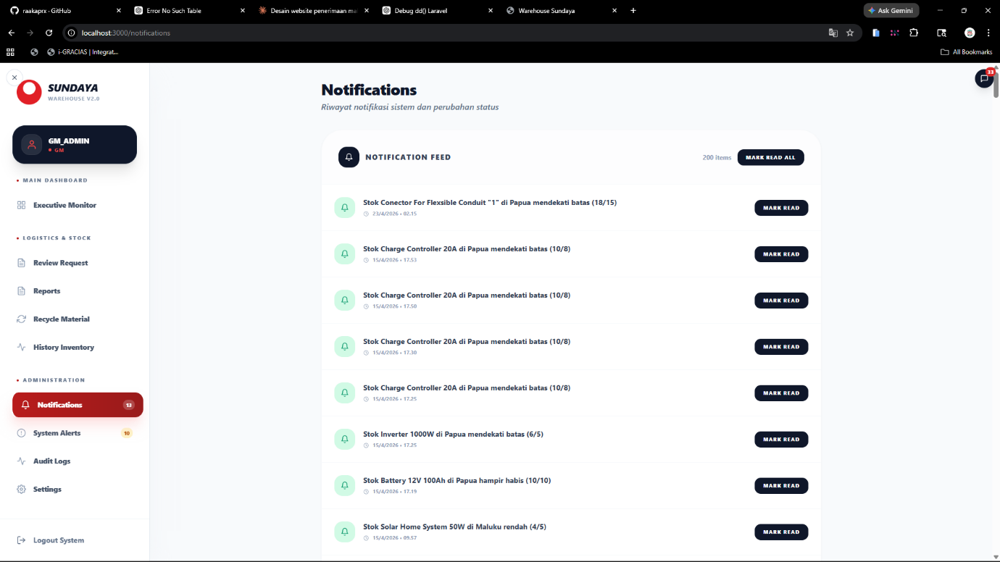 raakaprx · GitHub
Error No Such Table
Desain website penerimaan ma
Debug dd() Laravel
Warehouse Sundaya
Ask Gemini
localhost:3000/notifications
i-GRACIAS | Integrat...
All Bookmarks
SUNDAYA
WAREHOUSE V2.0
GM_ADMIN
GM
MAIN DASHBOARD
Executive Monitor
LOGISTICS & STOCK
Review Request
Reports
Recycle Material
History Inventory
ADMINISTRATION
Notifications 13
System Alerts 10
Audit Logs
Settings
Logout System
33
Notifications
Riwayat notifikasi sistem dan perubahan status
NOTIFICATION FEED 200 items MARK READ ALL
Stok Conector For Flexsible Conduit "1" di Papua mendekati batas (18/15)
23/4/2026 • 02.15
MARK READ
Stok Charge Controller 20A di Papua mendekati batas (10/8)
15/4/2026 • 17.53
MARK READ
Stok Charge Controller 20A di Papua mendekati batas (10/8)
15/4/2026 • 17.50
MARK READ
Stok Charge Controller 20A di Papua mendekati batas (10/8)
15/4/2026 • 17.30
MARK READ
Stok Charge Controller 20A di Papua mendekati batas (10/8)
15/4/2026 • 17.25
MARK READ
Stok Inverter 1000W di Papua mendekati batas (6/5)
15/4/2026 • 17.25
MARK READ
Stok Battery 12V 100Ah di Papua hampir habis (10/10)
15/4/2026 • 17.19
MARK READ
Stok Solar Home System 50W di Maluku rendah (4/5)
15/4/2026 • 09.57
MARK READ